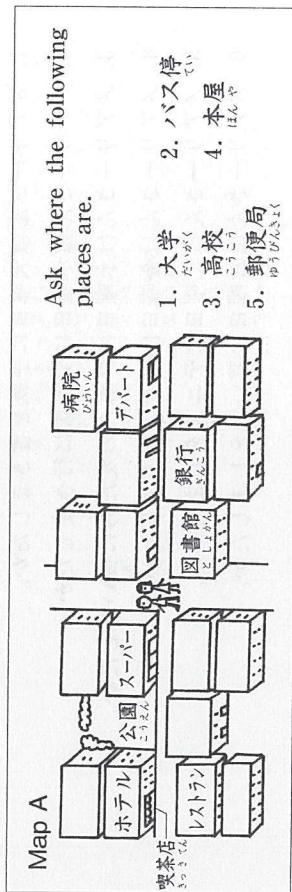 Map A
ホテル
公園
こうえん
スーパー
病院
びょういん
デパート
喫茶店
きっさてん
レストラン
図書館
としょかん
銀行
ぎんこう
Ask where the following
places are.
1. 大学
だいがく
2. バス停
てい
3. 高校
こうこう
4. 本屋
ほんや
5. 郵便局
ゆうびんきょく